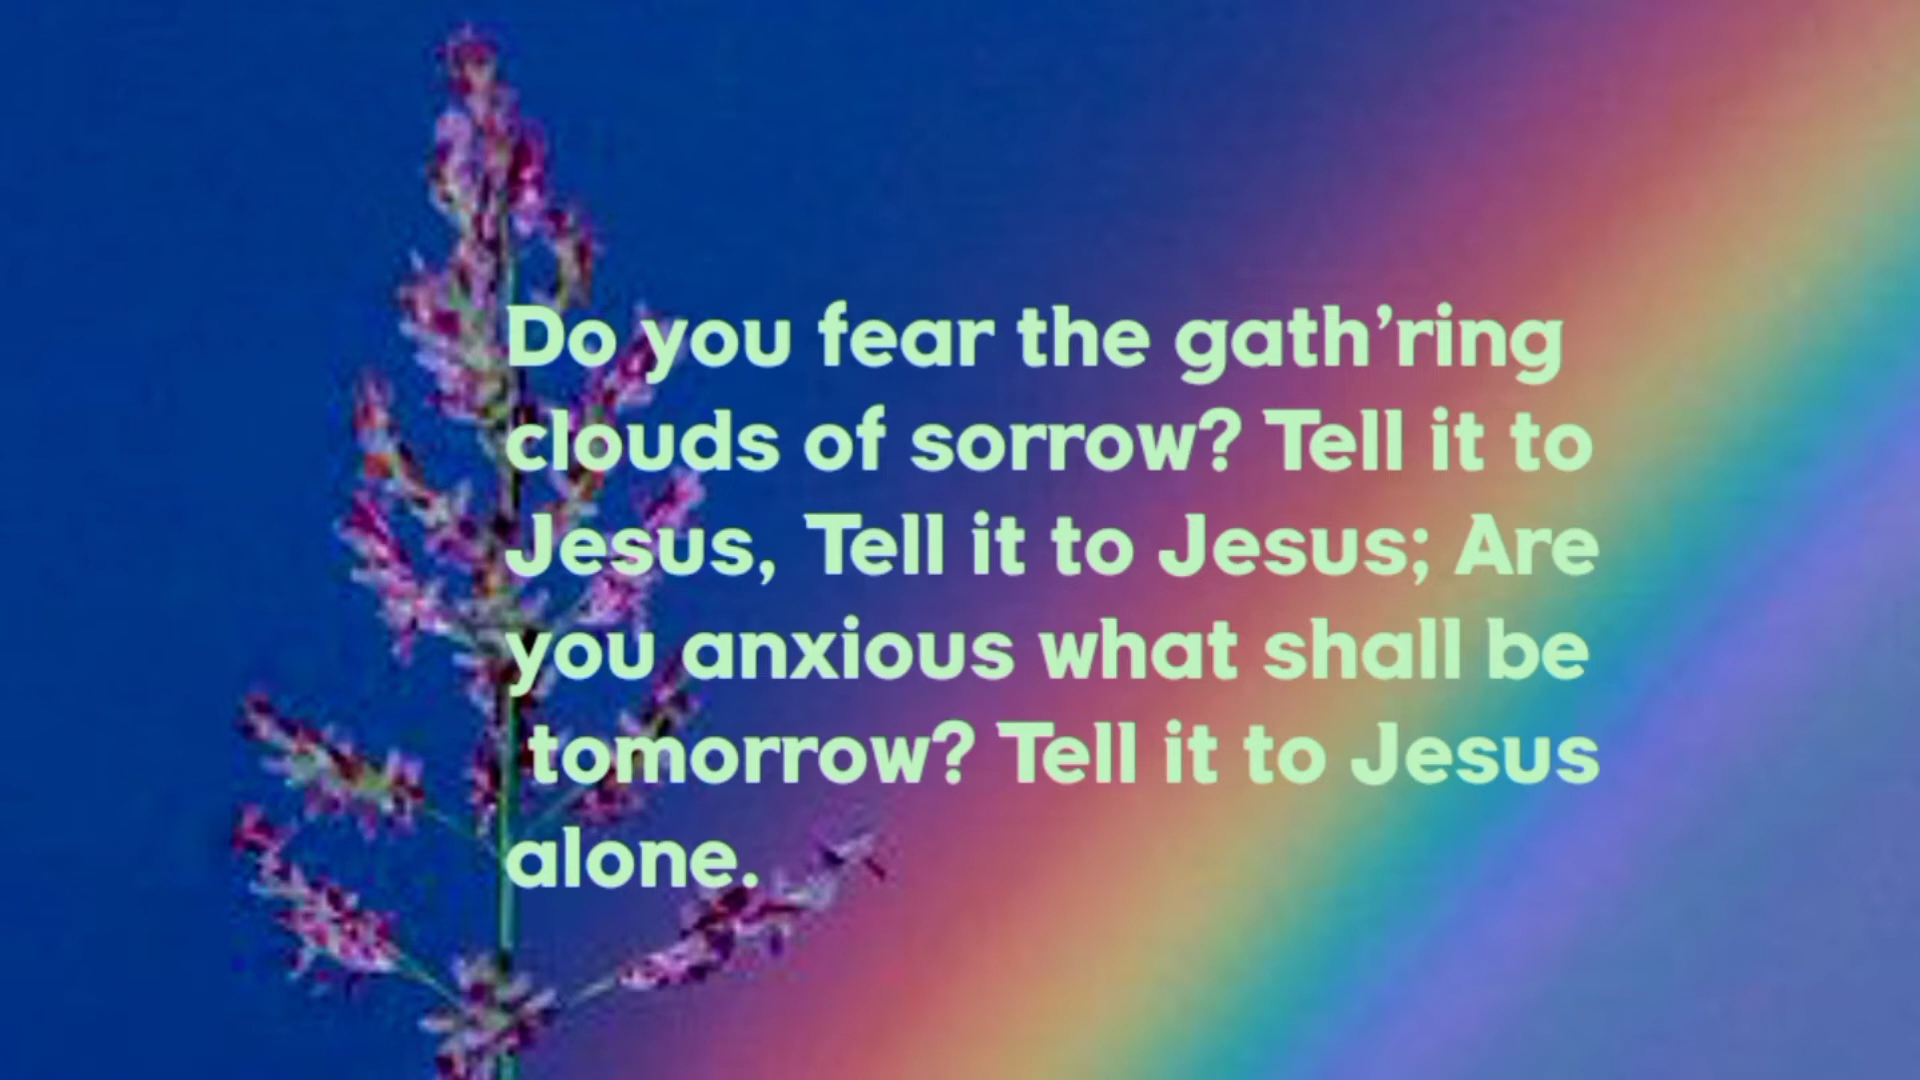 Do you fear the gath’ring
clouds of sorrow? Tell it to
Jesus, Tell it to Jesus; Are
you anxious what shall be
tomorrow? Tell it to Jesus
alone.